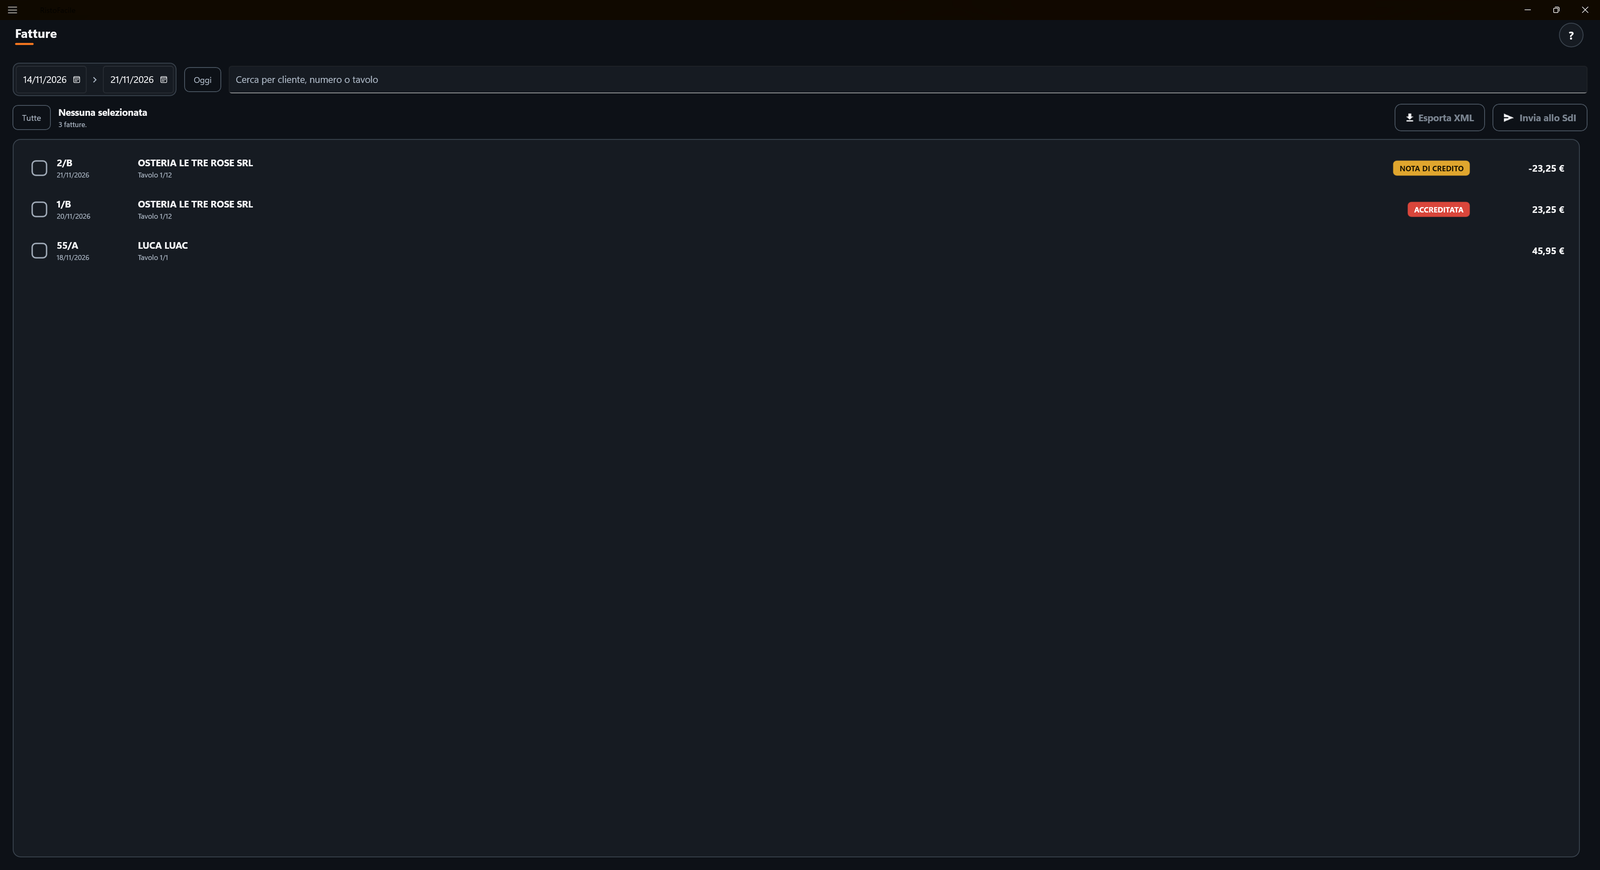 Fatture
?
14/11/2026 > 21/11/2026 Oggi Cerca per cliente, numero o tavolo
Tutte Nessuna selezionata
3 fatture.
Esporta XML Invia allo SdI
2/B OSTERIA LE TRE ROSE SRL NOTA DI CREDITO -23,25 €
21/11/2026 Tavolo 1/12
1/B OSTERIA LE TRE ROSE SRL ACCREDITATA 23,25 €
20/11/2026 Tavolo 1/12
55/A LUCA LUAC 45,95 €
18/11/2026 Tavolo 1/1